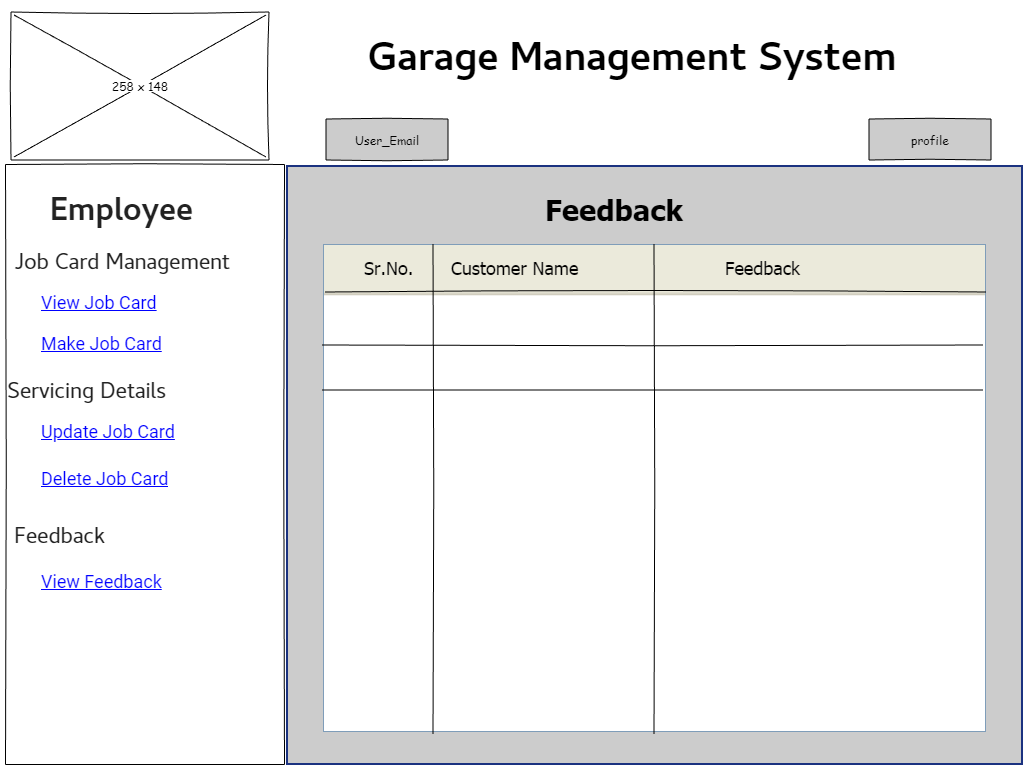 258 x 148
Garage Management System
User_Email
profile
Employee
Job Card Management
View Job Card
Make Job Card
Servicing Details
Update Job Card
Delete Job Card
Feedback
View Feedback
Feedback
Sr.No. Customer Name Feedback